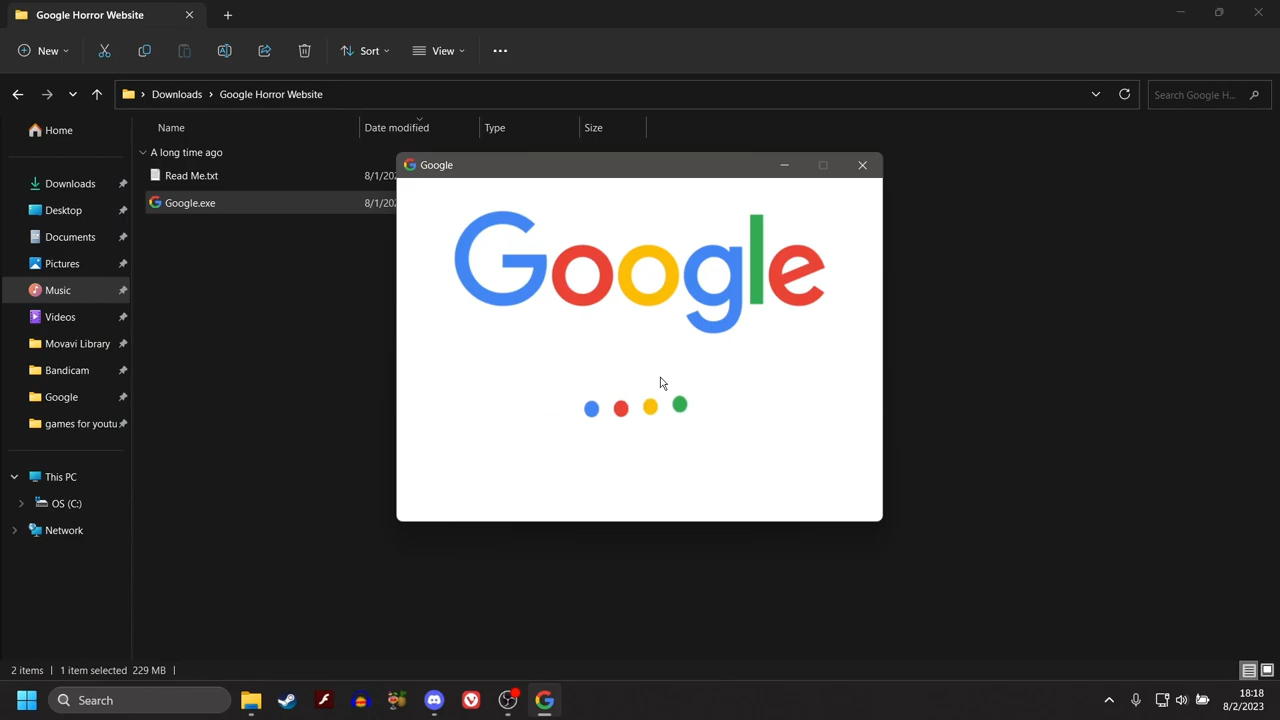 Google Horror Website
New
Sort
View
Downloads
Google Horror Website
Search Google H...
Home
Name
Date modified
Type
Size
A long time ago
Read Me.txt
8/1/202
Google.exe
8/1/202
Google
Google
Downloads
Desktop
Documents
Pictures
Music
Videos
Movavi Library
Bandicam
Google
games for youtu
This PC
OS (C:)
Network
2 items
1 item selected 229 MB
Search
18:18
8/2/2023